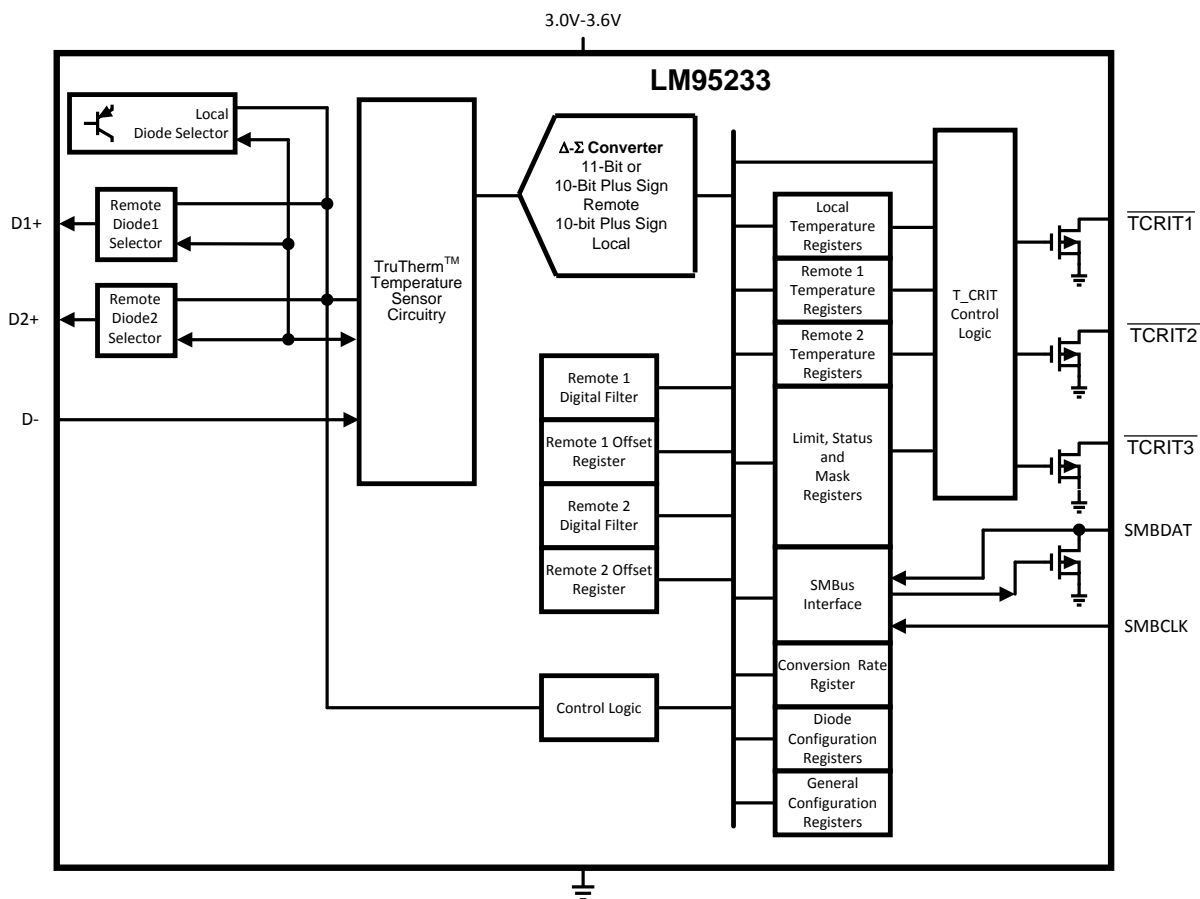 3.0V-3.6V
LM95233
Local
Diode Selector
D1+
Remote
Diode1
Selector
D2+
Remote
Diode2
Selector
D-
TruTherm™
Temperature
Sensor
Circuitry
Δ-Σ Converter
11-Bit or
10-Bit Plus Sign
Remote
10-bit Plus Sign
Local
Remote 1
Digital Filter
Remote 1 Offset
Register
Remote 2
Digital Filter
Remote 2 Offset
Register
Control Logic
Local
Temperature
Registers
Remote 1
Temperature
Registers
Remote 2
Temperature
Registers
Limit, Status
and
Mask
Registers
SMBus
Interface
Conversion Rate
Rgister
Diode
Configuration
Registers
General
Configuration
Registers
T_CRIT
Control
Logic
TCRIT1
TCRIT2
TCRIT3
SMBDAT
SMBCLK